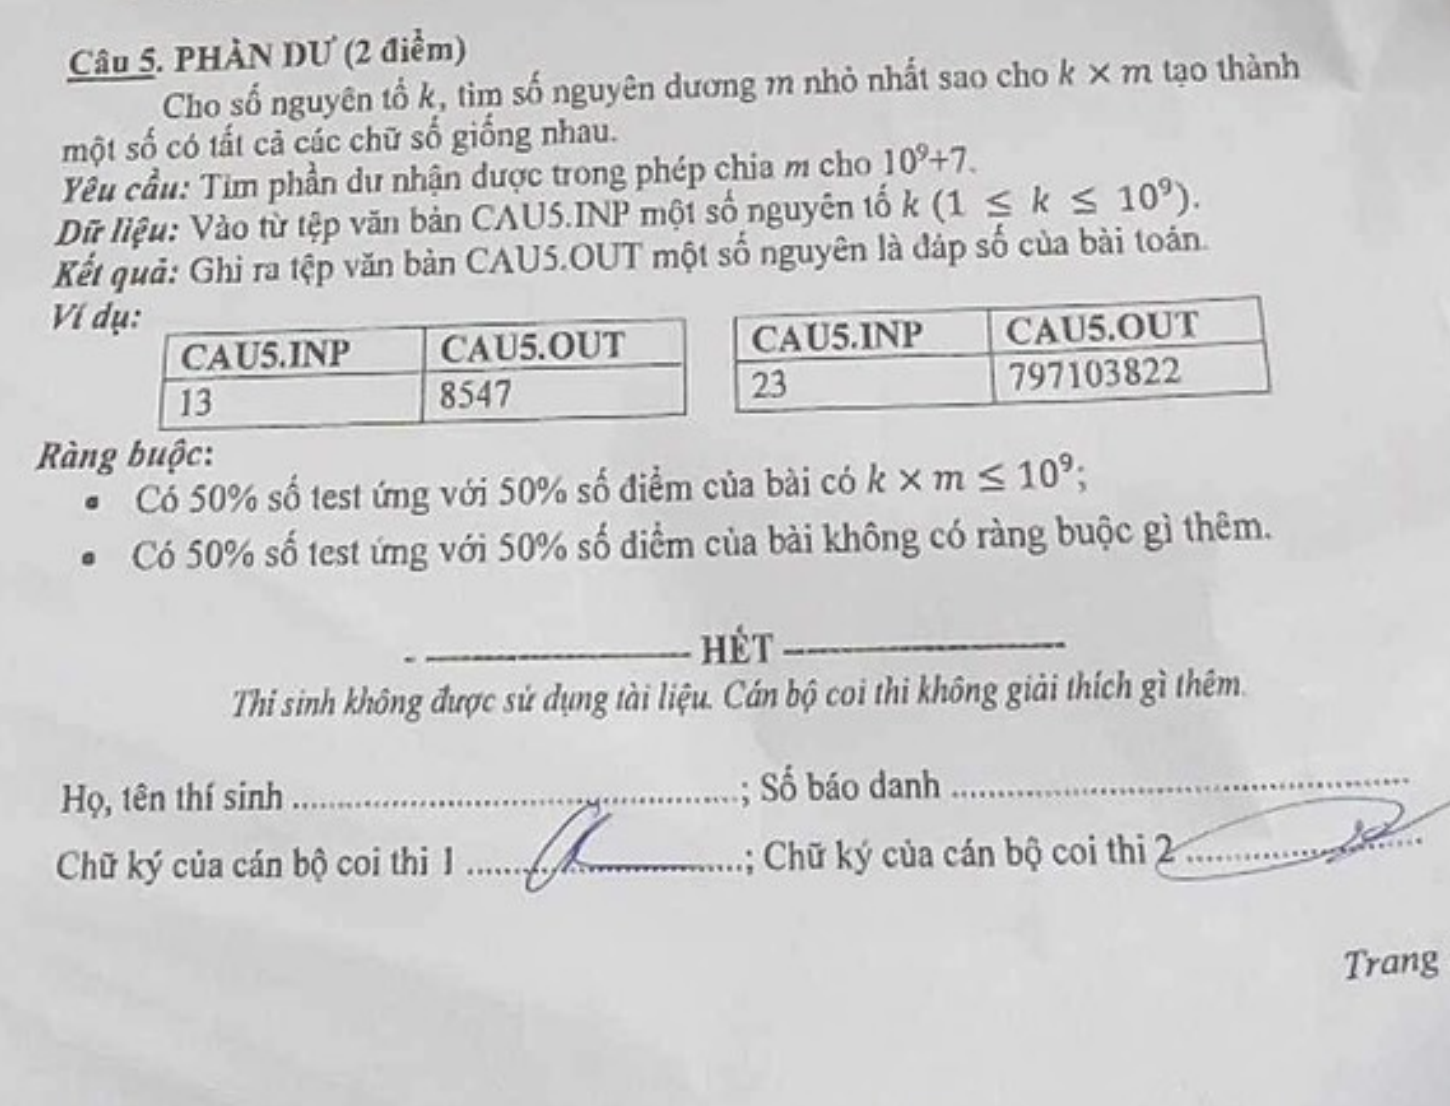 Câu 5. PHẦN DƯ (2 điểm)
Cho số nguyên tố k, tìm số nguyên dương m nhỏ nhất sao cho k × m tạo thành
một số có tất cả các chữ số giống nhau.
Yêu cầu: Tìm phần dư nhận được trong phép chia m cho 10⁹+7.
Dữ liệu: Vào từ tệp văn bản CAU5.INP một số nguyên tố k (1 ≤ k ≤ 10⁹).
Kết quả: Ghi ra tệp văn bản CAU5.OUT một số nguyên là đáp số của bài toán.
Ví dụ:
CAU5.INP CAU5.OUT CAU5.INP CAU5.OUT
13 8547 23 797103822
Ràng buộc:
• Có 50% số test ứng với 50% số điểm của bài có k × m ≤ 10⁹;
• Có 50% số test ứng với 50% số điểm của bài không có ràng buộc gì thêm.
HẾT
Thí sinh không được sử dụng tài liệu. Cán bộ coi thi không giải thích gì thêm.
Họ, tên thí sinh ........................................; Số báo danh ........................................
Chữ ký của cán bộ coi thi 1 ........................; Chữ ký của cán bộ coi thi 2 ........................
Trang